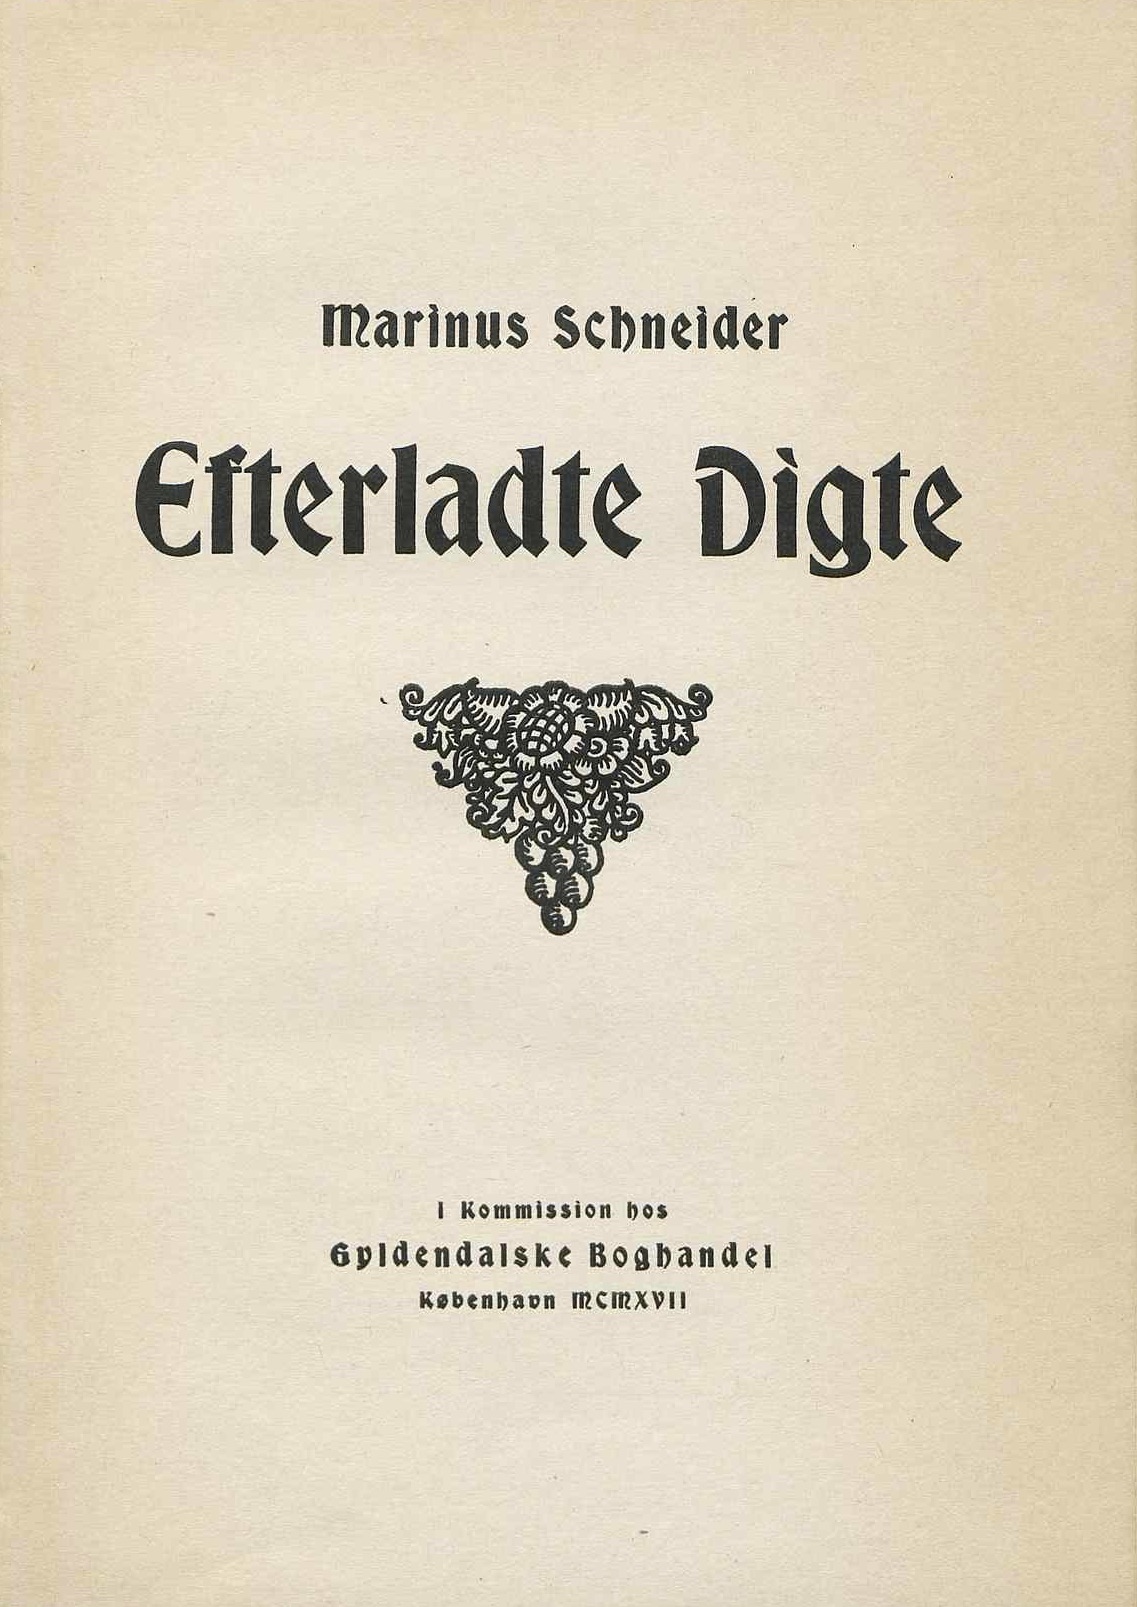 Marinus Schneider
Efterladte Digte
I Kommission hos
Gyldendalske Boghandel
København MCMXVII